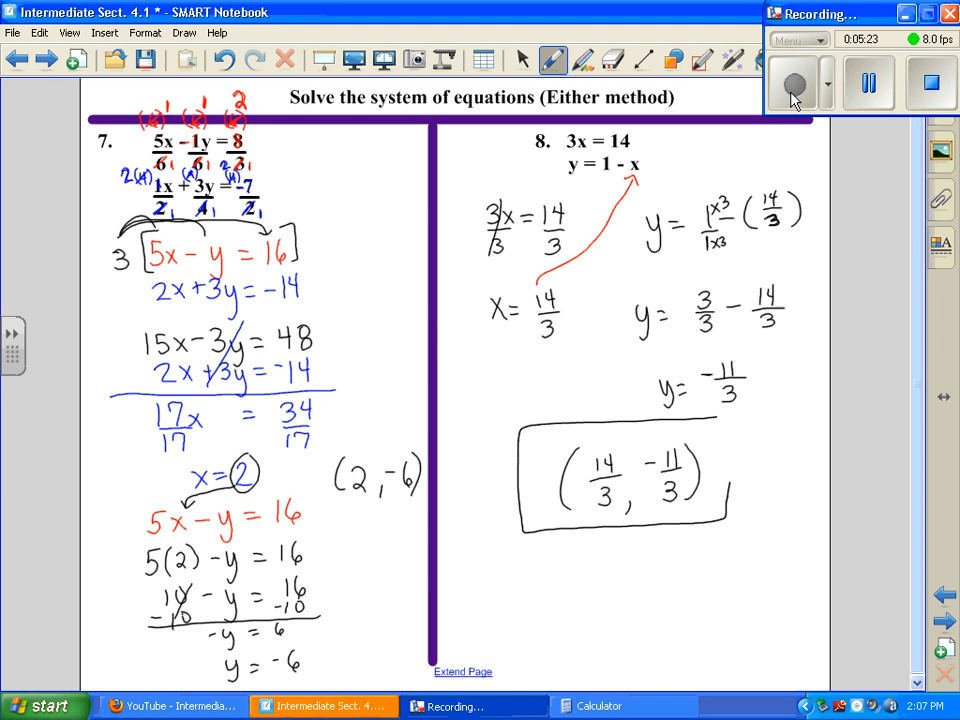 Intermediate Sect. 4.1 * - SMART Notebook
File Edit View Insert Format Draw Help
Recording...
Menu
0:05:23
8.0 fps
Solve the system of equations (Either method)
7. 5x/6 - 1y/6 = 8/3
1x/2 + 3y/4 = -7/2
3 [5x - y = 16]
2x + 3y = -14
15x - 3y = 48
2x + 3y = -14
17x/17 = 34/17
x = 2
(2, -6)
5x - y = 16
5(2) - y = 16
10 - y = 16
-10 -10
-y = 6
y = -6
8. 3x = 14
y = 1 - x
3x/3 = 14/3
x = 14/3
y = 1x3/1x3 - (14/3)
y = 3/3 - 14/3
y = -11/3
(14/3, -11/3)
Extend Page
start
YouTube - Intermedia...
Intermediate Sect. 4....
Recording...
Calculator
2:07 PM